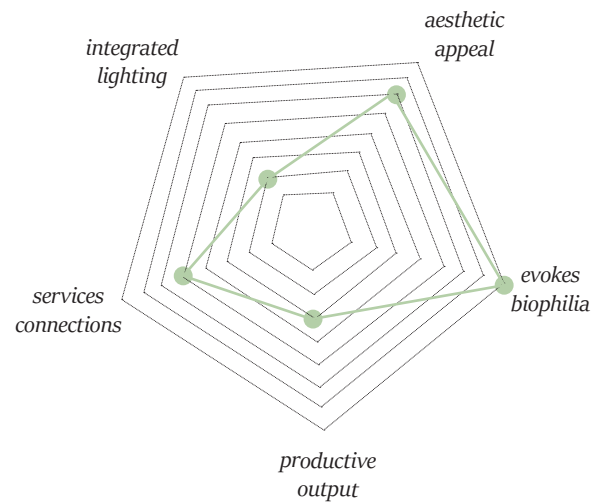 aesthetic
appeal
integrated
lighting
evokes
biophilia
services
connections
productive
output